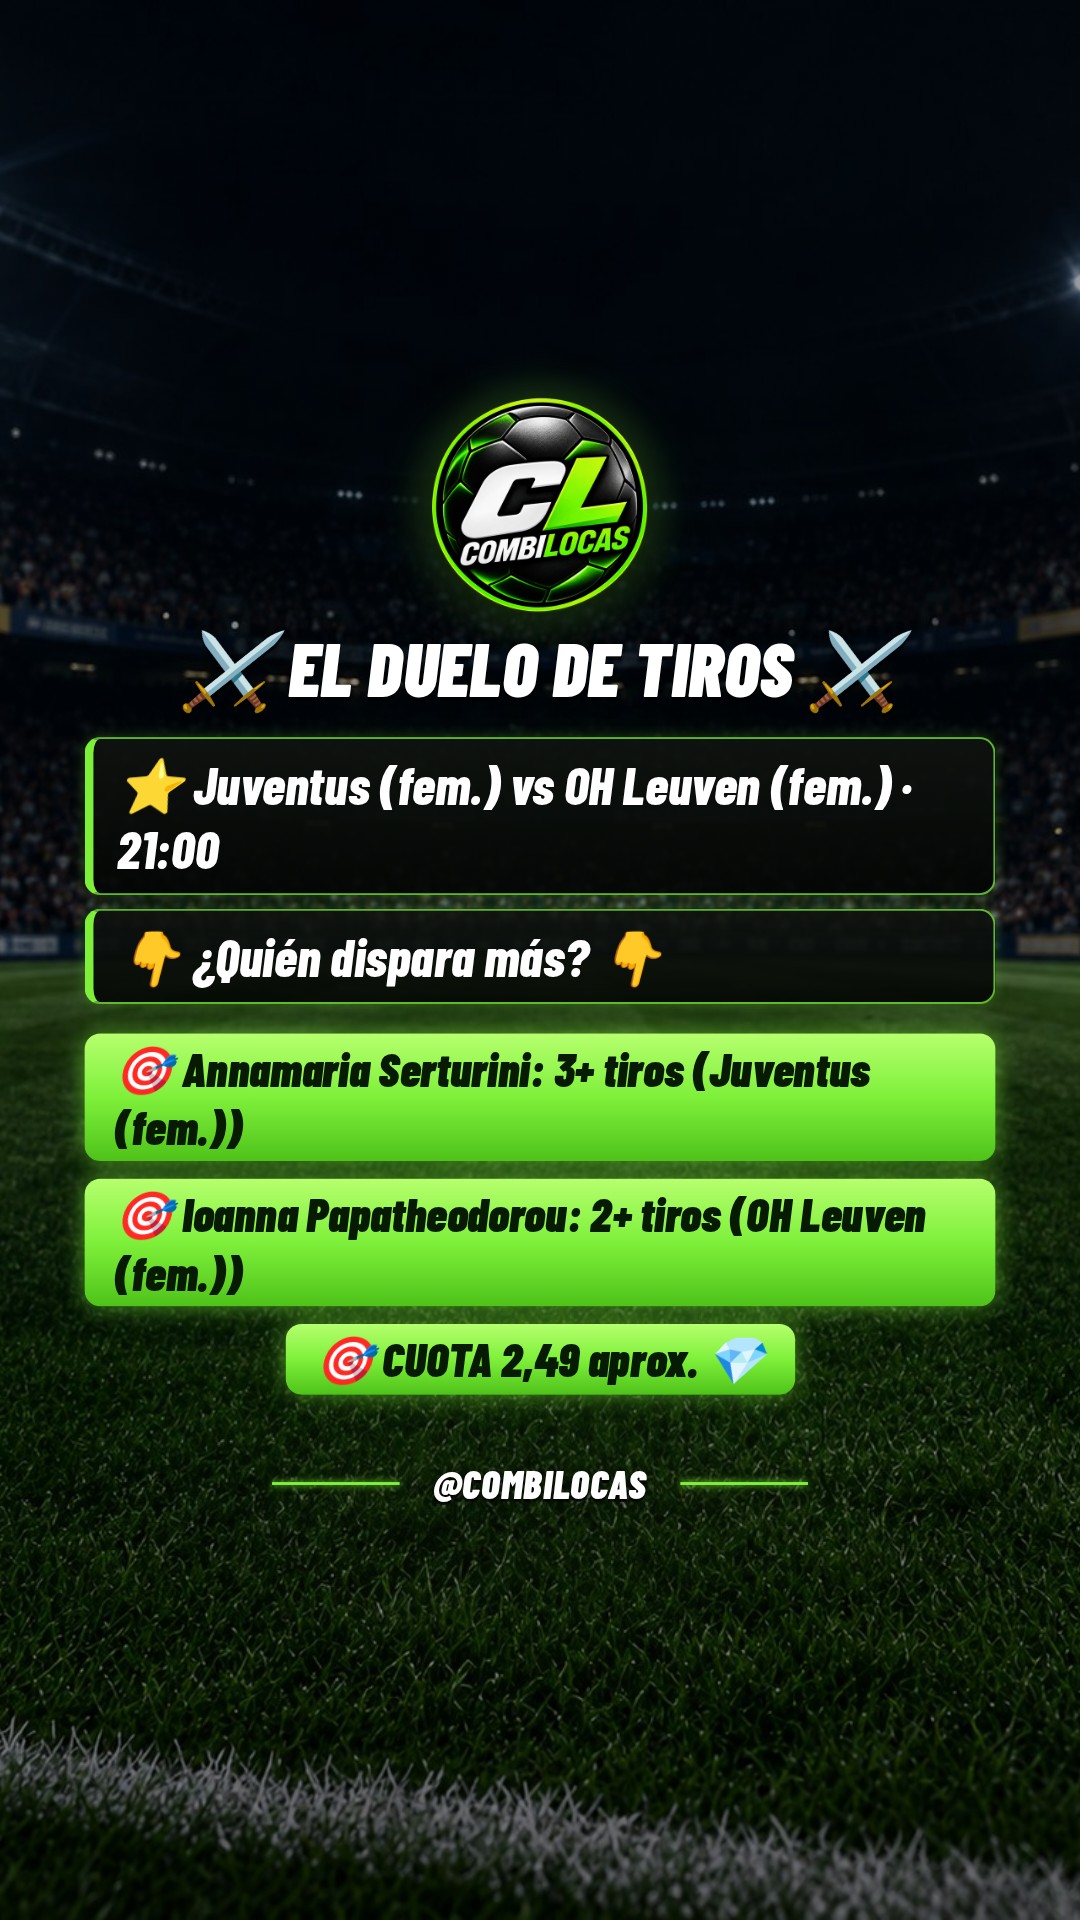 CL
COMBILOCAS
⚔️ EL DUELO DE TIROS ⚔️
⭐ Juventus (fem.) vs OH Leuven (fem.) ·
21:00
👇 ¿Quién dispara más? 👇
🎯 Annamaria Serturini: 3+ tiros (Juventus
(fem.))
🎯 Ioanna Papatheodorou: 2+ tiros (OH Leuven
(fem.))
🎯 CUOTA 2,49 aprox. 💎
@COMBILOCAS